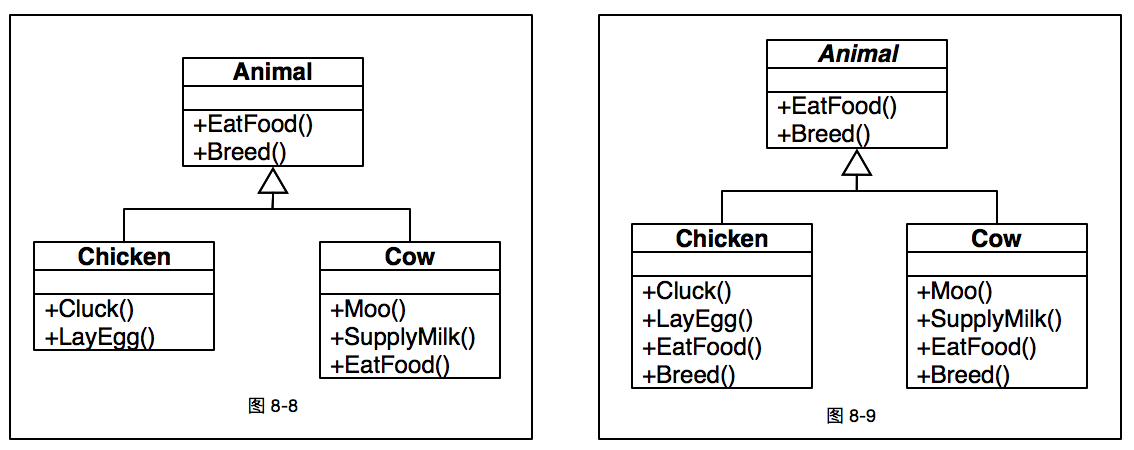 Animal
+EatFood()
+Breed()
Chicken
+Cluck()
+LayEgg()
Cow
+Moo()
+SupplyMilk()
+EatFood()
图 8-8
Animal
+EatFood()
+Breed()
Chicken
+Cluck()
+LayEgg()
+EatFood()
+Breed()
Cow
+Moo()
+SupplyMilk()
+EatFood()
+Breed()
图 8-9